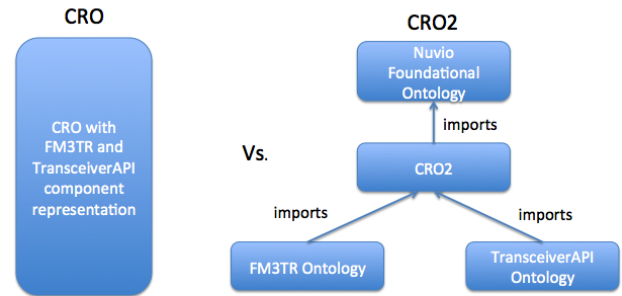 CRO
CRO with
FM3TR and
TransceiverAPI
component
representation
Vs.
CRO2
Nuvio
Foundational
Ontology
imports
CRO2
imports
imports
FM3TR Ontology
TransceiverAPI
Ontology